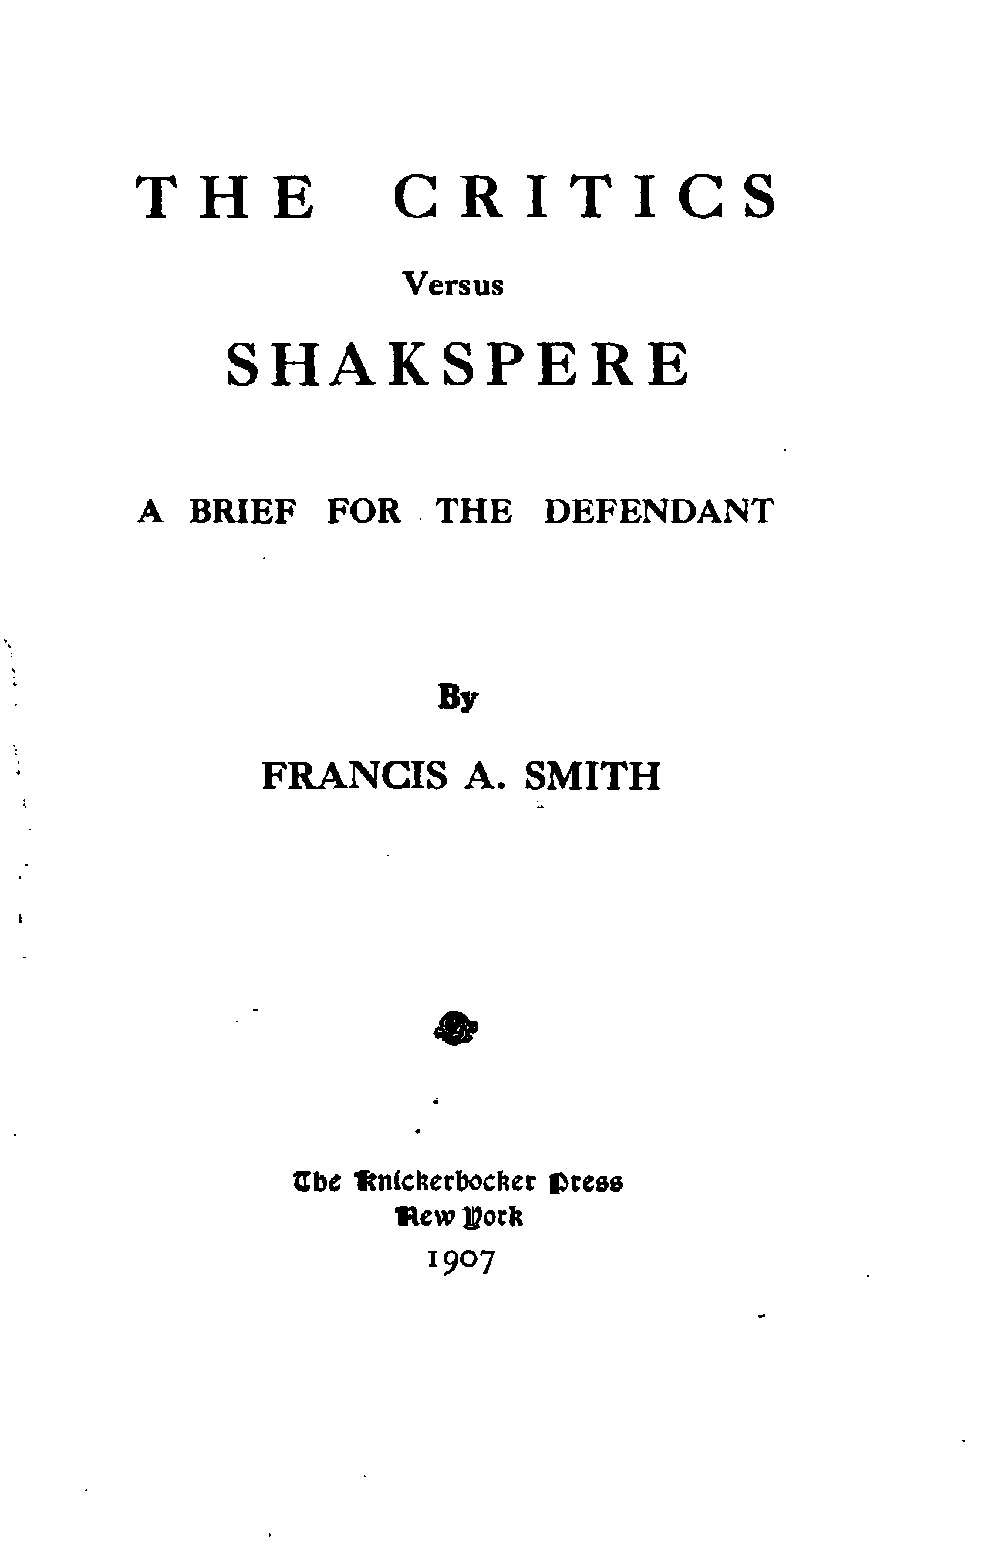 THE CRITICS
Versus
SHAKSPERE
A BRIEF FOR THE DEFENDANT
By
FRANCIS A. SMITH
The Knickerbocker Press
New York
1907